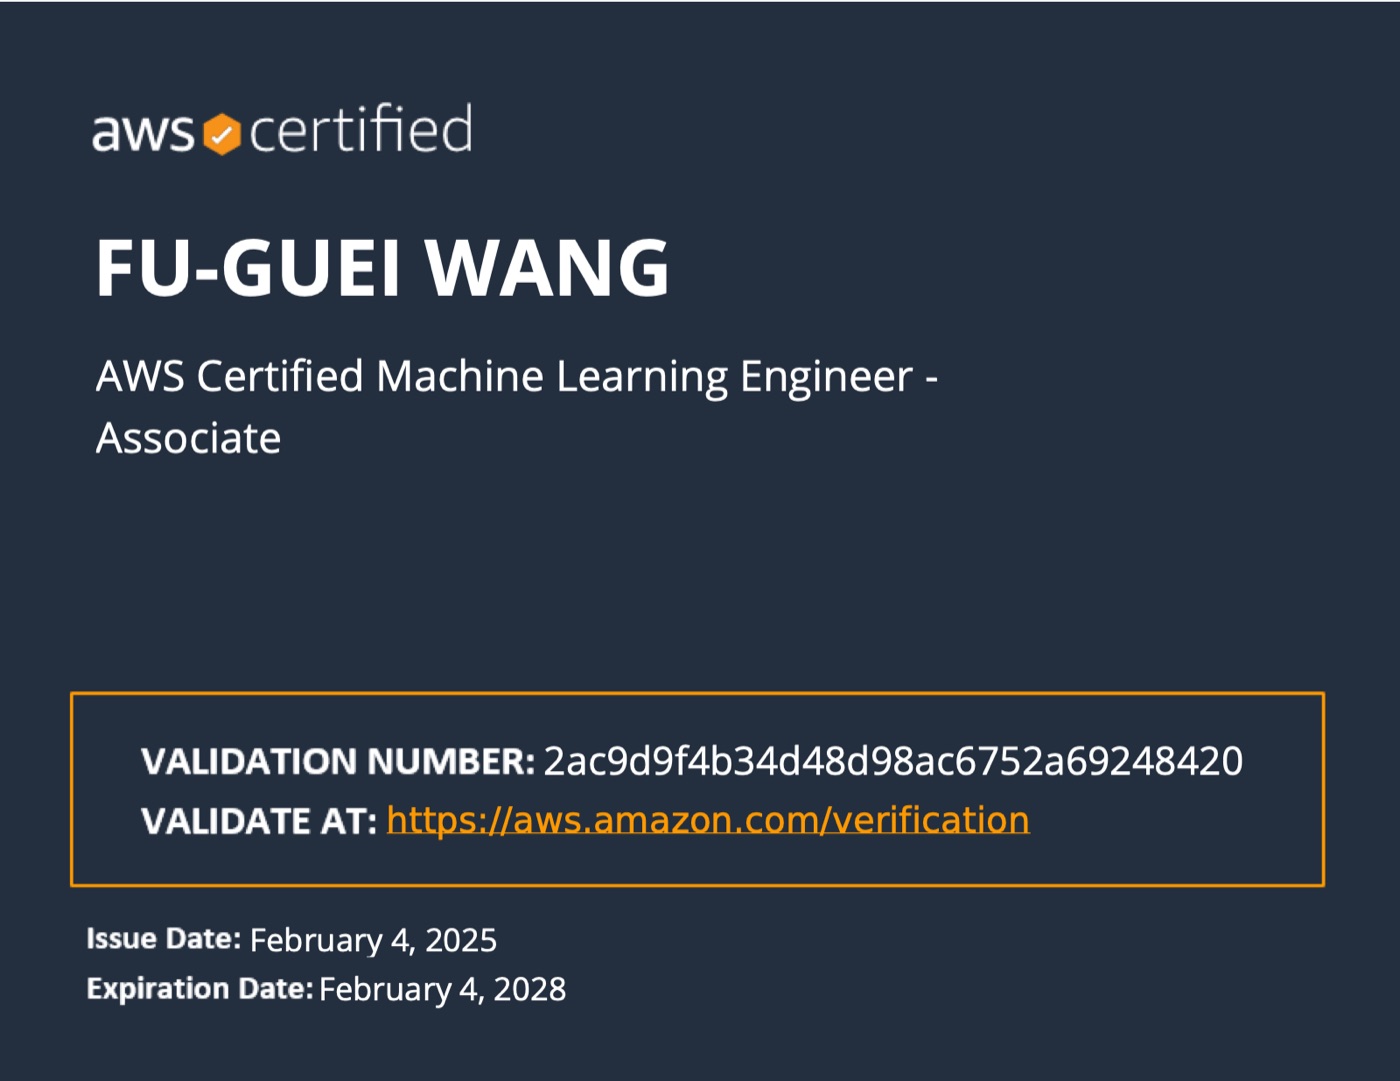 aws certified
FU-GUEI WANG
AWS Certified Machine Learning Engineer -
Associate
VALIDATION NUMBER: 2ac9d9f4b34d48d98ac6752a69248420
VALIDATE AT: https://aws.amazon.com/verification
Issue Date: February 4, 2025
Expiration Date: February 4, 2028